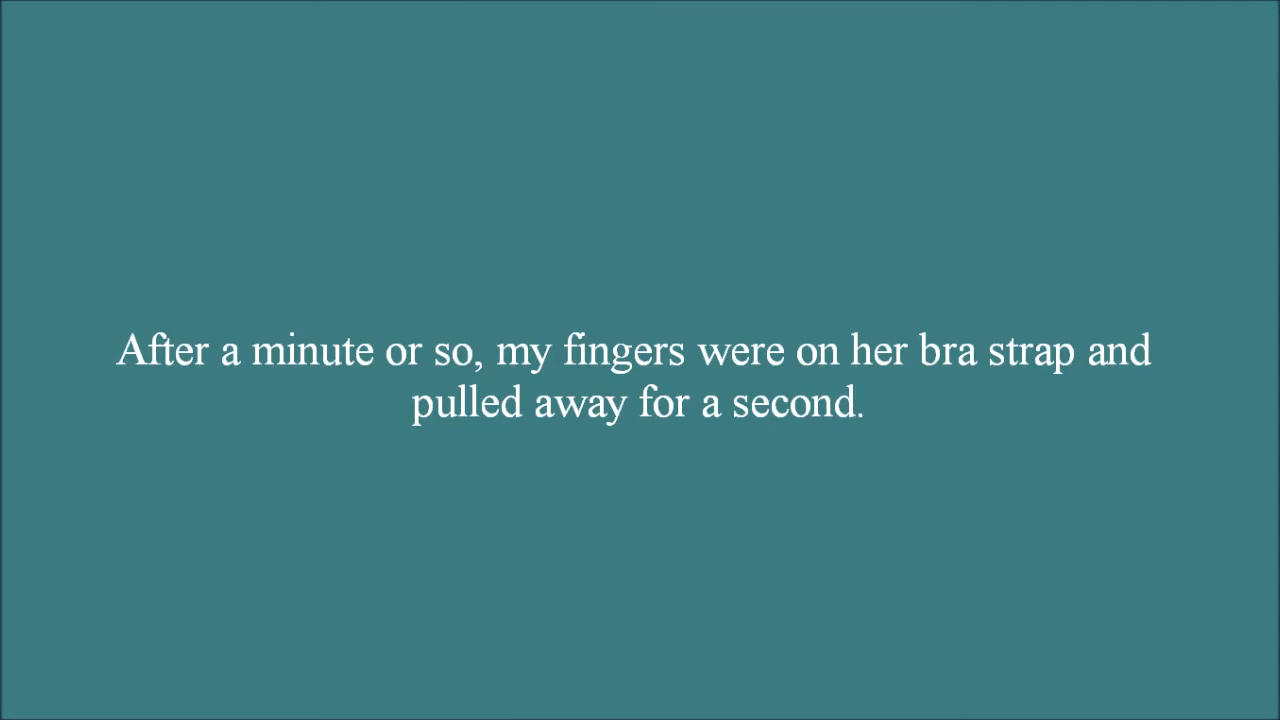 After a minute or so, my fingers were on her bra strap and
pulled away for a second.